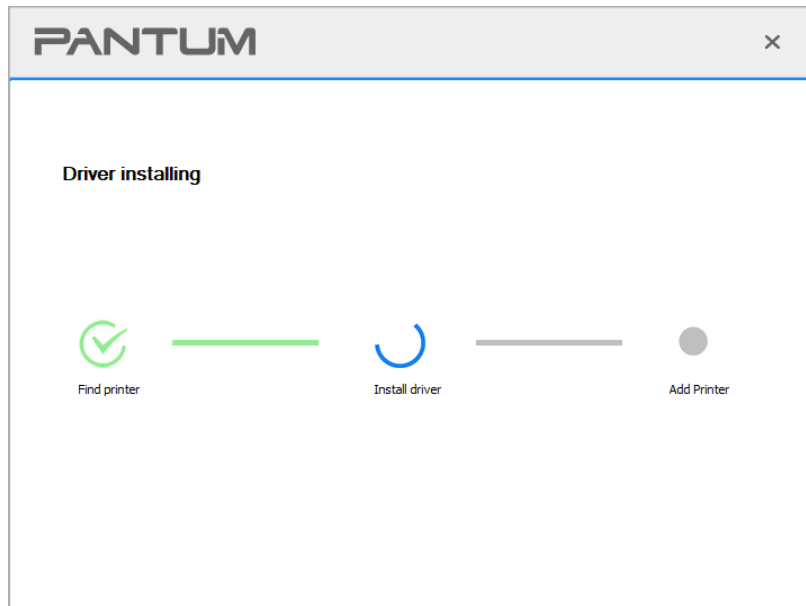 PANTUM
Driver installing
Find printer
Install driver
Add Printer